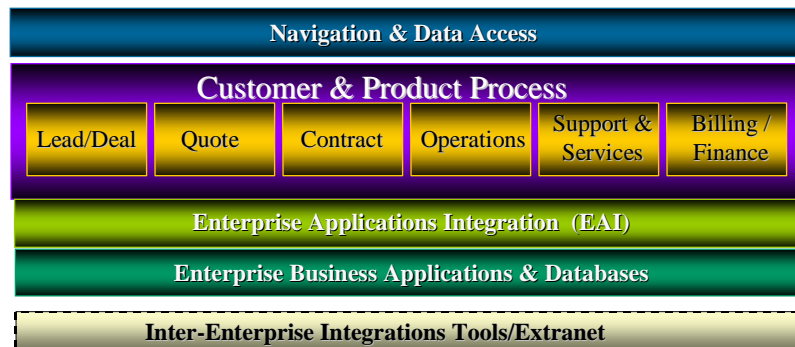 Navigation & Data Access
Customer & Product Process
Lead/Deal
Quote
Contract
Operations
Support &
Services
Billing /
Finance
Enterprise Applications Integration (EAI)
Enterprise Business Applications & Databases
Inter-Enterprise Integrations Tools/Extranet